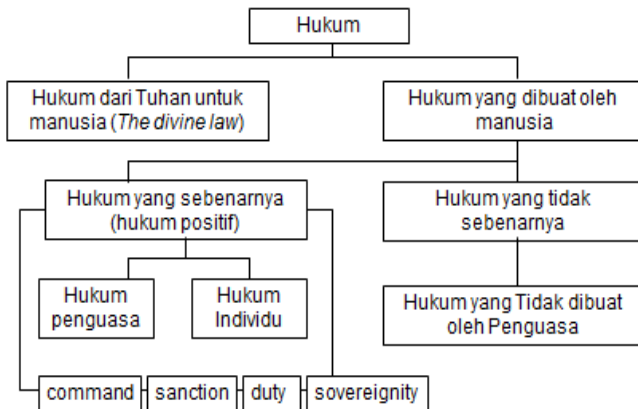 Hukum
Hukum dari Tuhan untuk
manusia (The divine law)
Hukum yang dibuat oleh
manusia
Hukum yang sebenarnya
(hukum positif)
Hukum yang tidak
sebenarnya
Hukum
penguasa
Hukum
Individu
Hukum yang Tidak dibuat
oleh Penguasa
command
sanction
duty
sovereignity